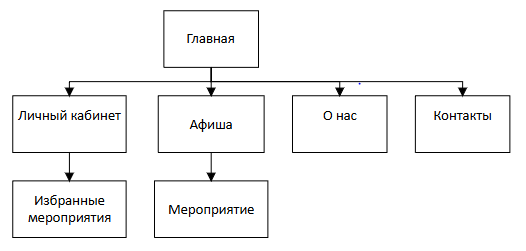 Главная
Личный кабинет
Афиша
О нас
Контакты
Избранные
мероприятия
Мероприятие